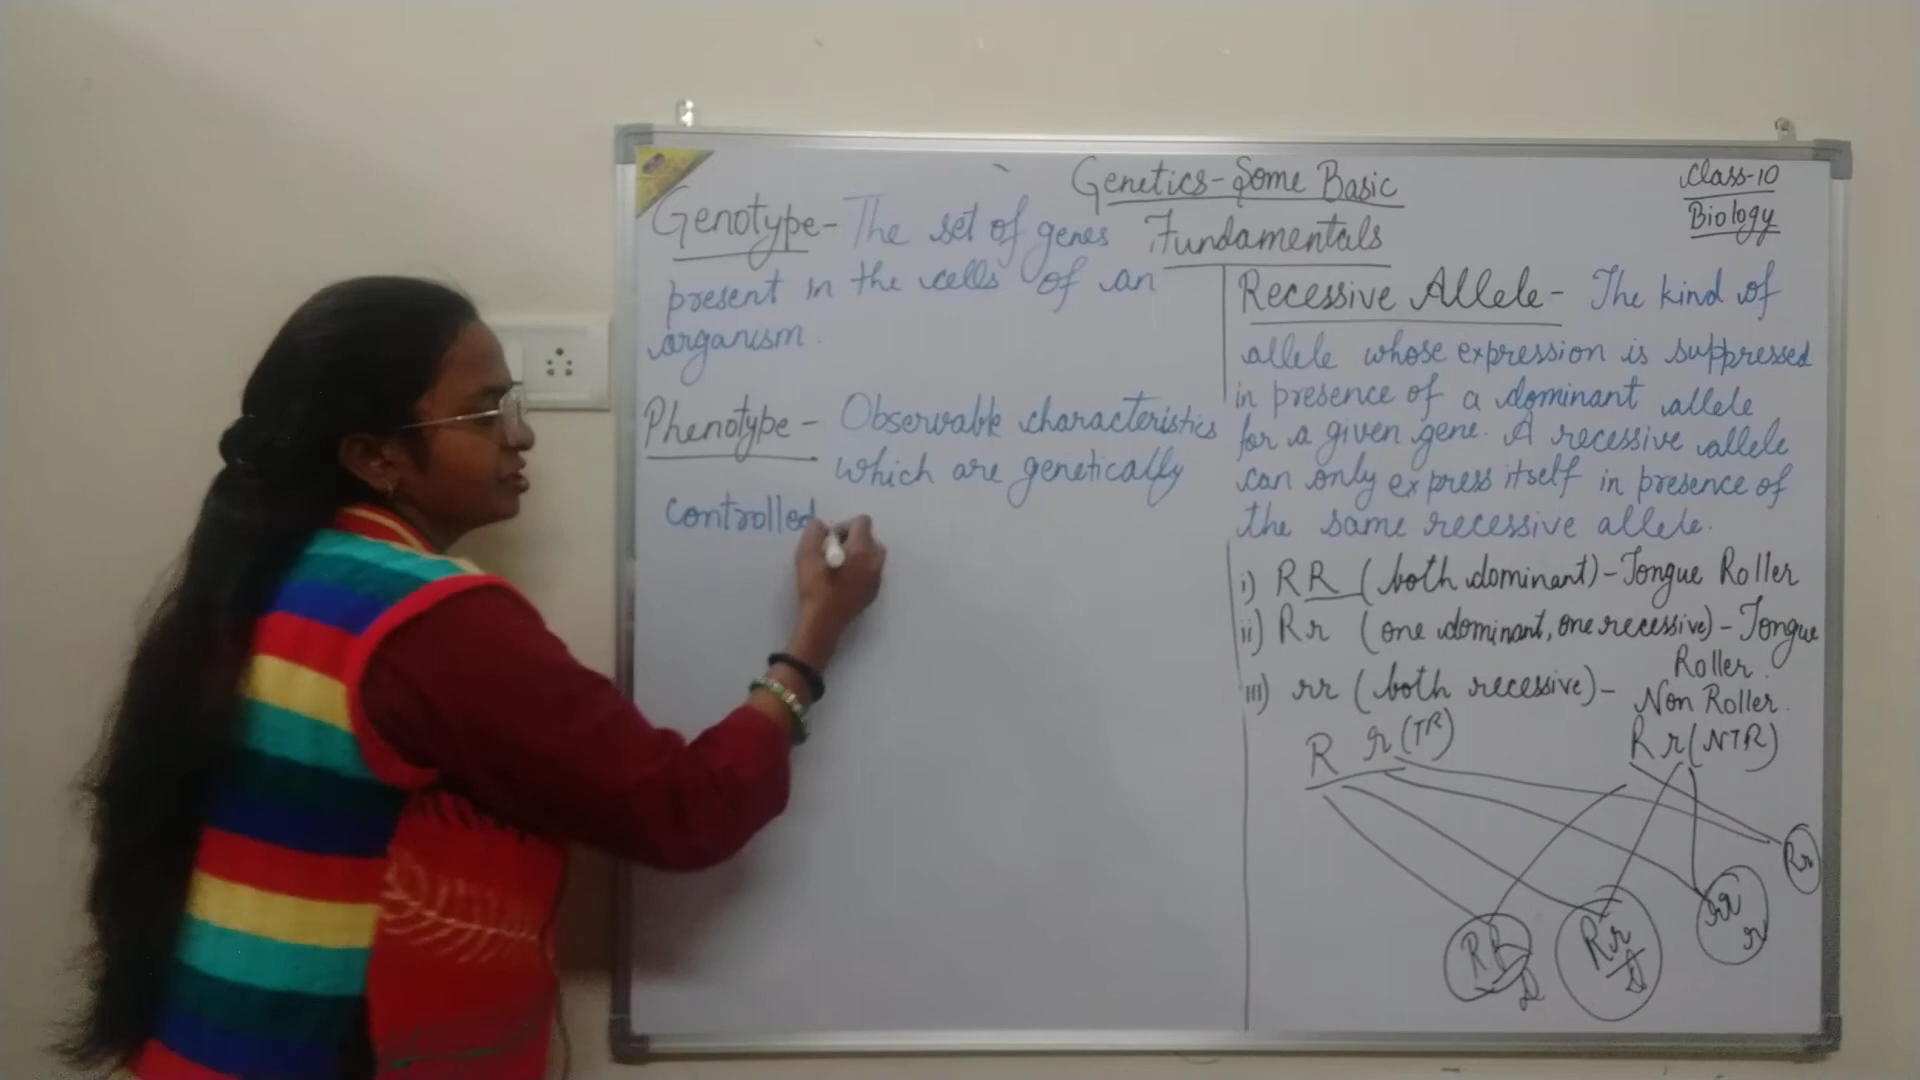 Genetics-Some Basic
Fundamentals
Class-10
Biology
Genotype- The set of genes
present in the cells of an
organism.
Phenotype- Observable characteristics
which are genetically
controlled.
Recessive Allele- The kind of
allele whose expression is suppressed
in presence of a dominant allele
for a given gene. A recessive allele
can only express itself in presence of
the same recessive allele.
i) RR (both dominant)-Tongue Roller
ii) Rr (one dominant, one recessive)-Tongue
Roller.
iii) rr (both recessive)-
Non Roller.
R r(TR)
R r(NTR)
Rr
RR
D
Rr
rr
r